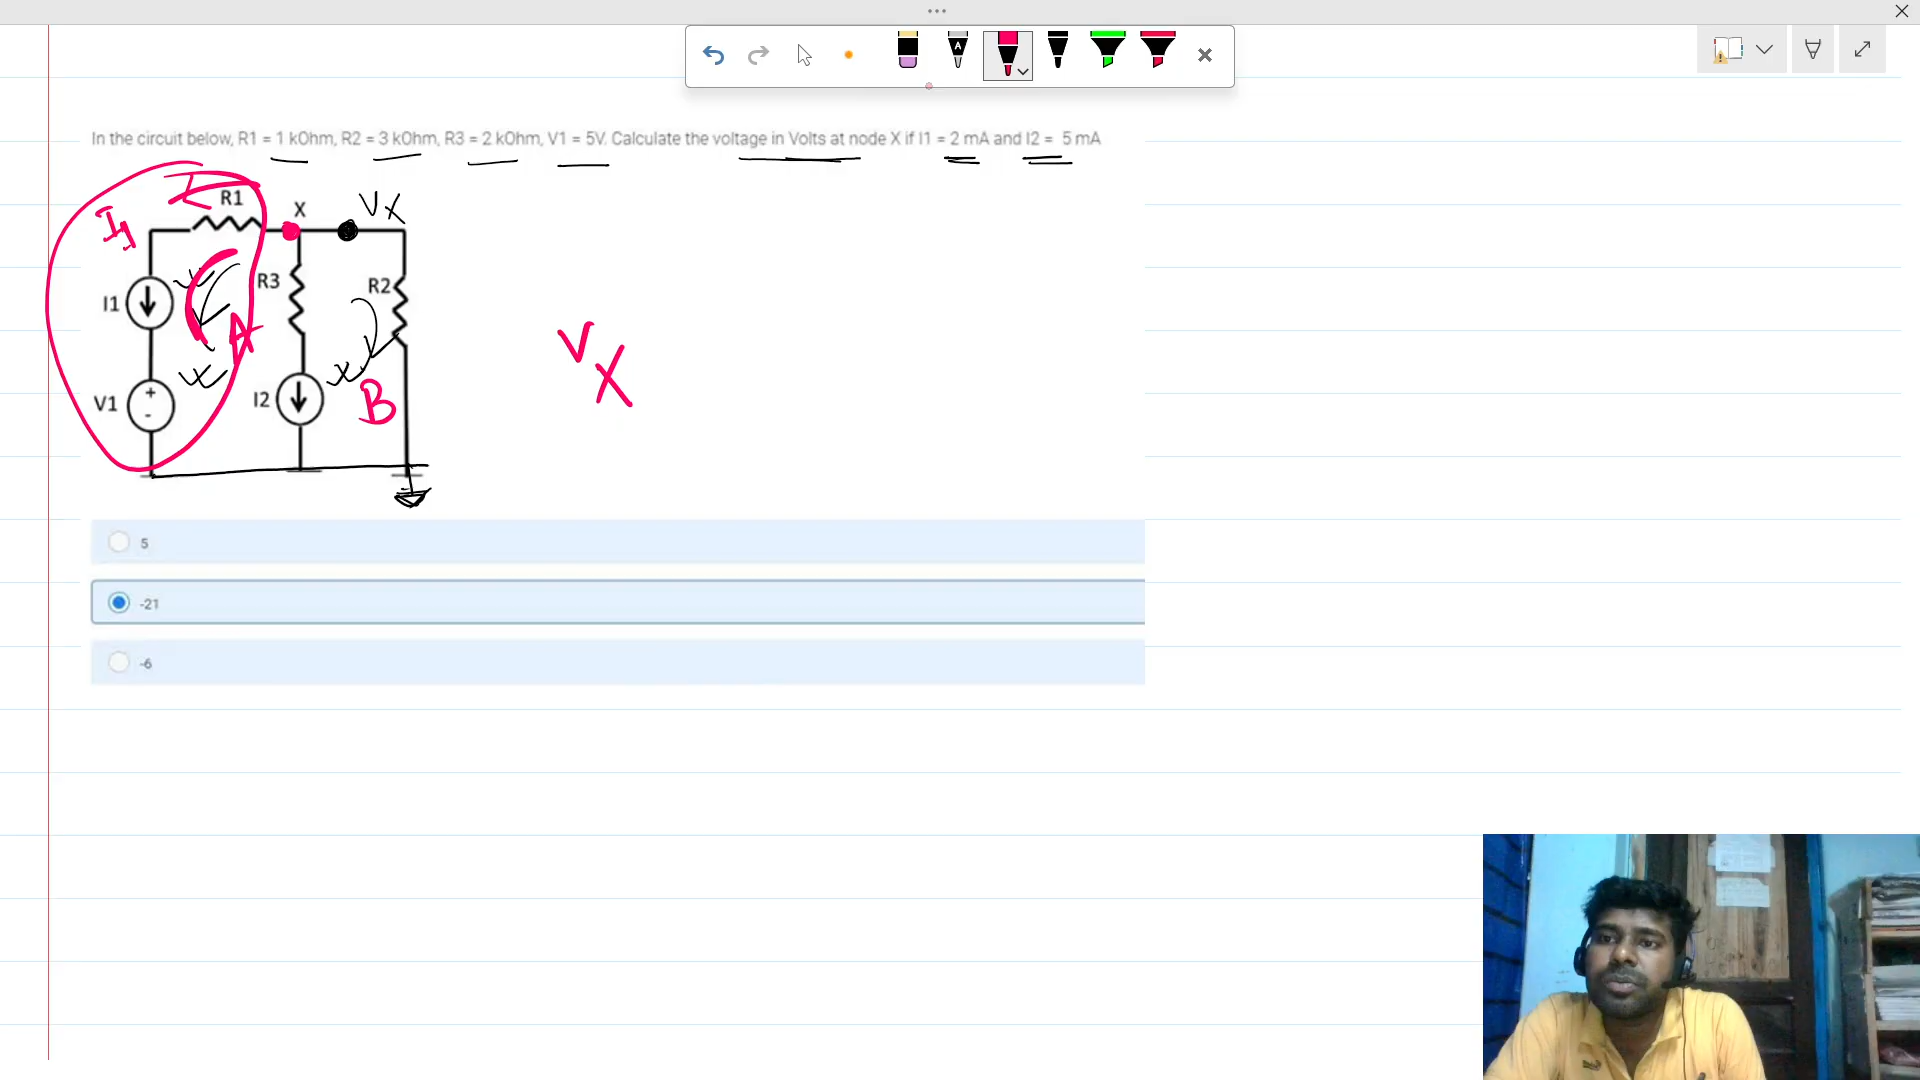 A
In the circuit below, R1 = 1 kOhm, R2 = 3 kOhm, R3 = 2 kOhm, V1 = 5V. Calculate the voltage in Volts at node X if I1 = 2 mA and I2 = 5 mA
I
R1
X
VX
I1
R3
R2
I1
A
VX
V1
+
-
I2
B
5
-21
-6